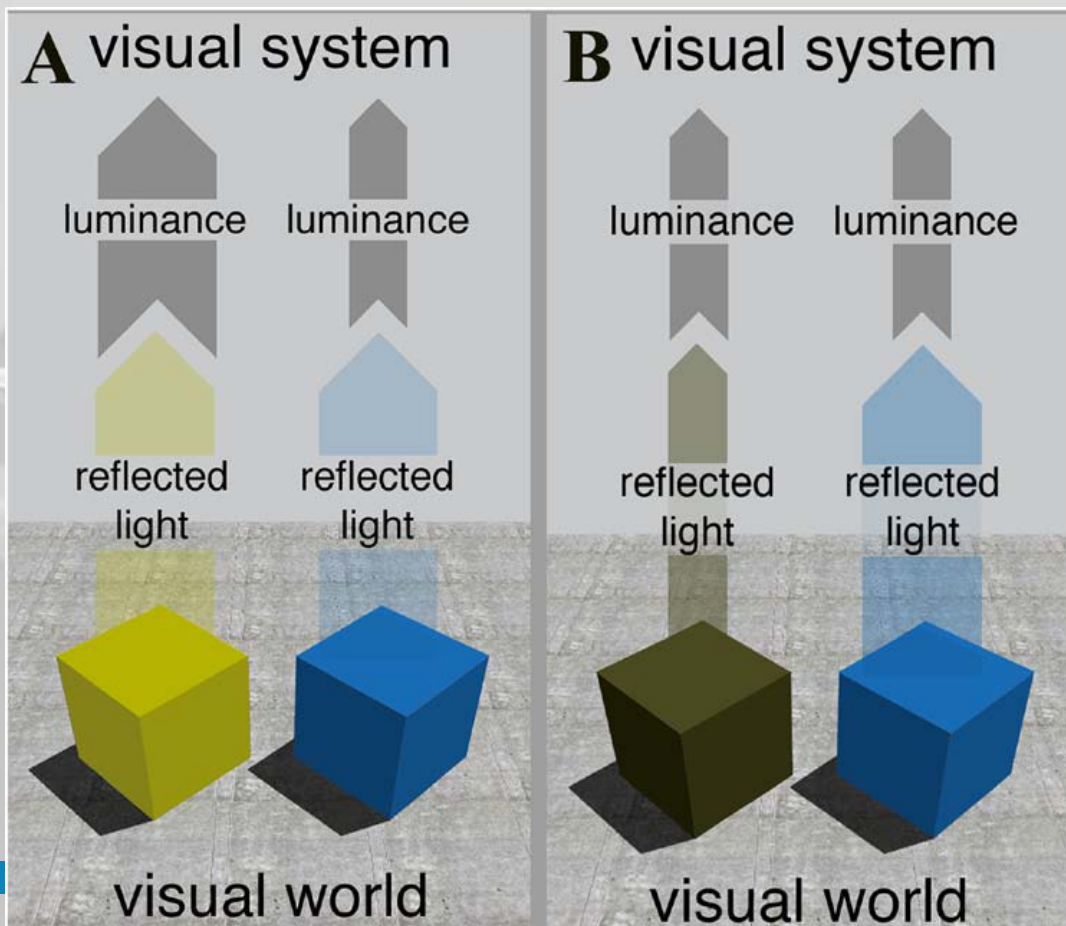 A visual system
luminance
luminance
reflected
light
reflected
light
visual world
B visual system
luminance
luminance
reflected
light
reflected
light
visual world